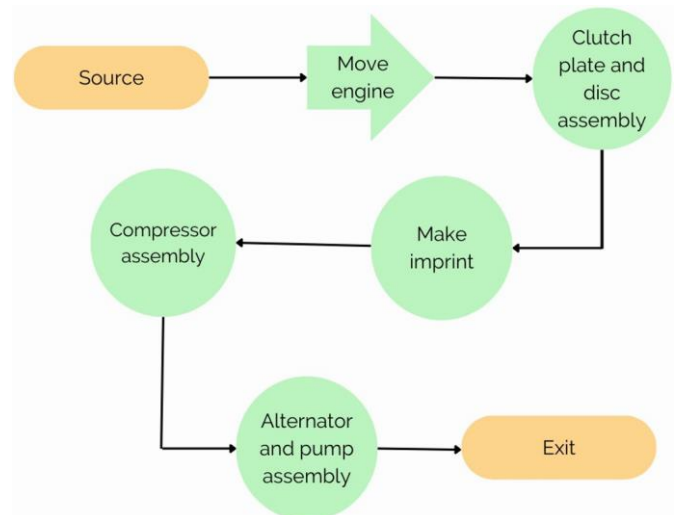 Source
Move
engine
Clutch
plate and
disc
assembly
Make
imprint
Compressor
assembly
Alternator
and pump
assembly
Exit